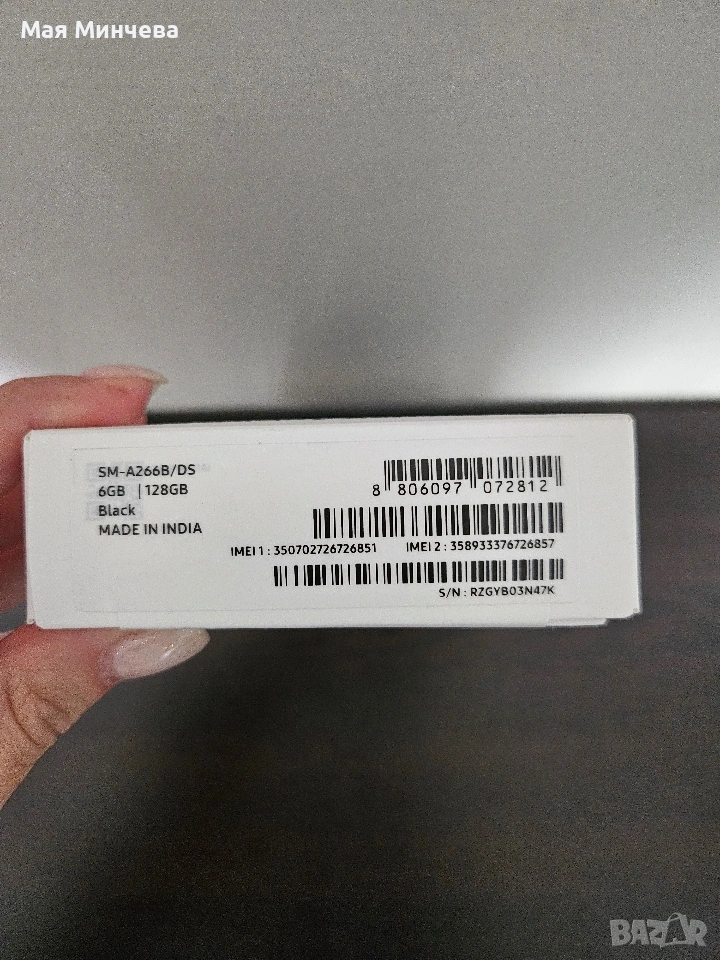 Мая Минчева
SM-A266B/DS
6GB | 128GB
Black
MADE IN INDIA
8 806097 072812
IMEI 1 : 350702726726851 IMEI 2 : 358933376726857
S/N : RZGYB03N47K
BAZAR